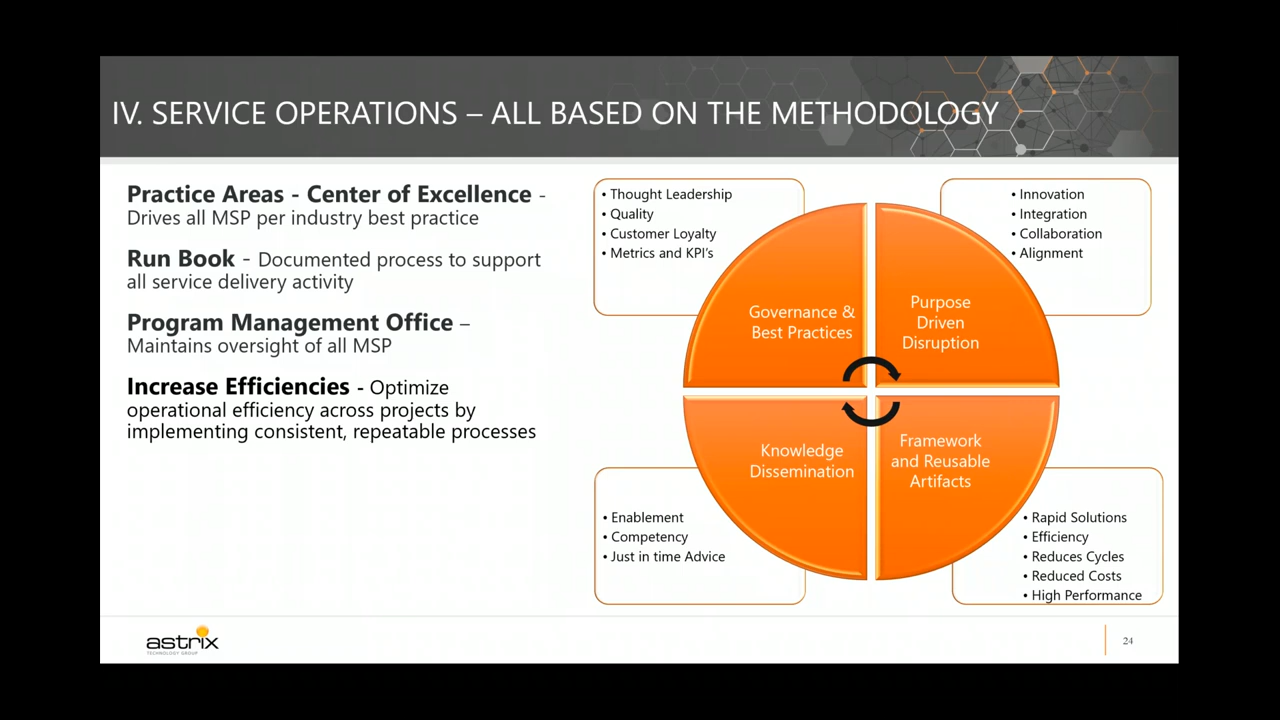 IV. SERVICE OPERATIONS – ALL BASED ON THE METHODOLOGY
Practice Areas - Center of Excellence -
Drives all MSP per industry best practice
Run Book - Documented process to support
all service delivery activity
Program Management Office –
Maintains oversight of all MSP
Increase Efficiencies - Optimize
operational efficiency across projects by
implementing consistent, repeatable processes
• Thought Leadership
• Quality
• Customer Loyalty
• Metrics and KPI's
• Innovation
• Integration
• Collaboration
• Alignment
Governance &
Best Practices
Purpose
Driven
Disruption
Knowledge
Dissemination
Framework
and Reusable
Artifacts
• Enablement
• Competency
• Just in time Advice
• Rapid Solutions
• Efficiency
• Reduces Cycles
• Reduced Costs
• High Performance
astrix
TECHNOLOGY GROUP
24